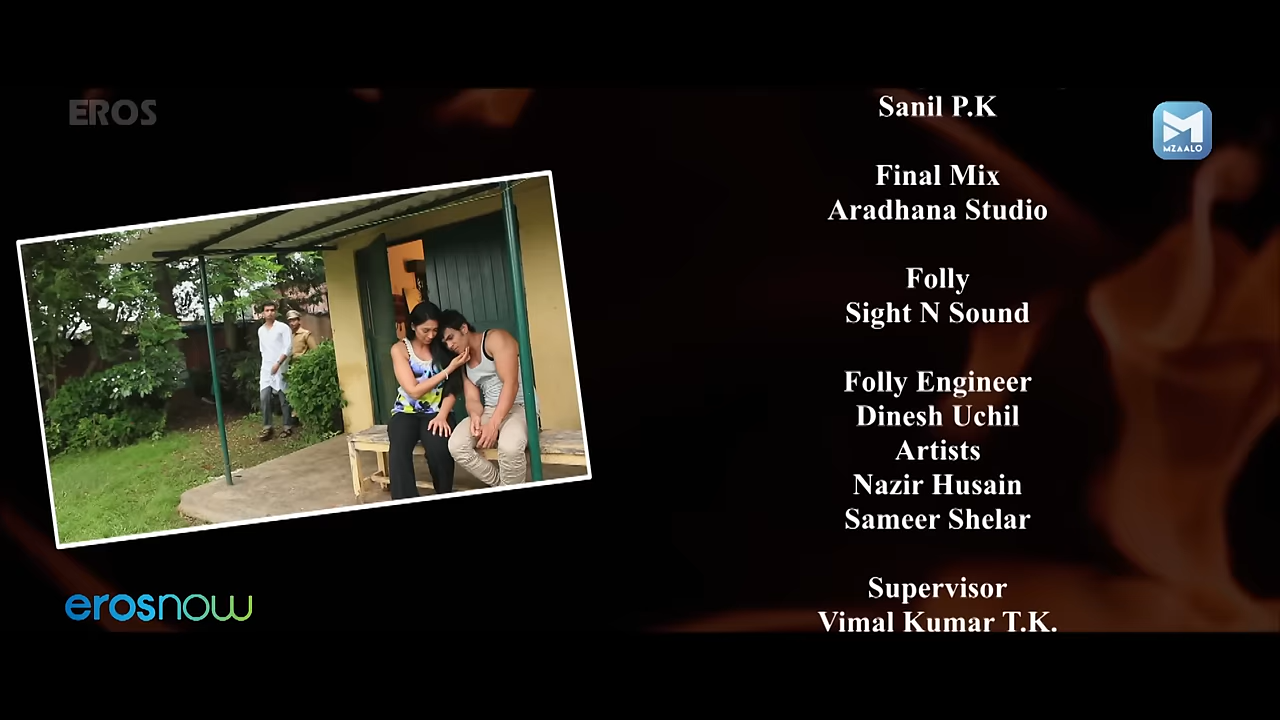 EROS
Sanil P.K
MZAALO
Final Mix
Aradhana Studio
Folly
Sight N Sound
Folly Engineer
Dinesh Uchil
Artists
Nazir Husain
Sameer Shelar
Supervisor
Vimal Kumar T.K.
erosnow